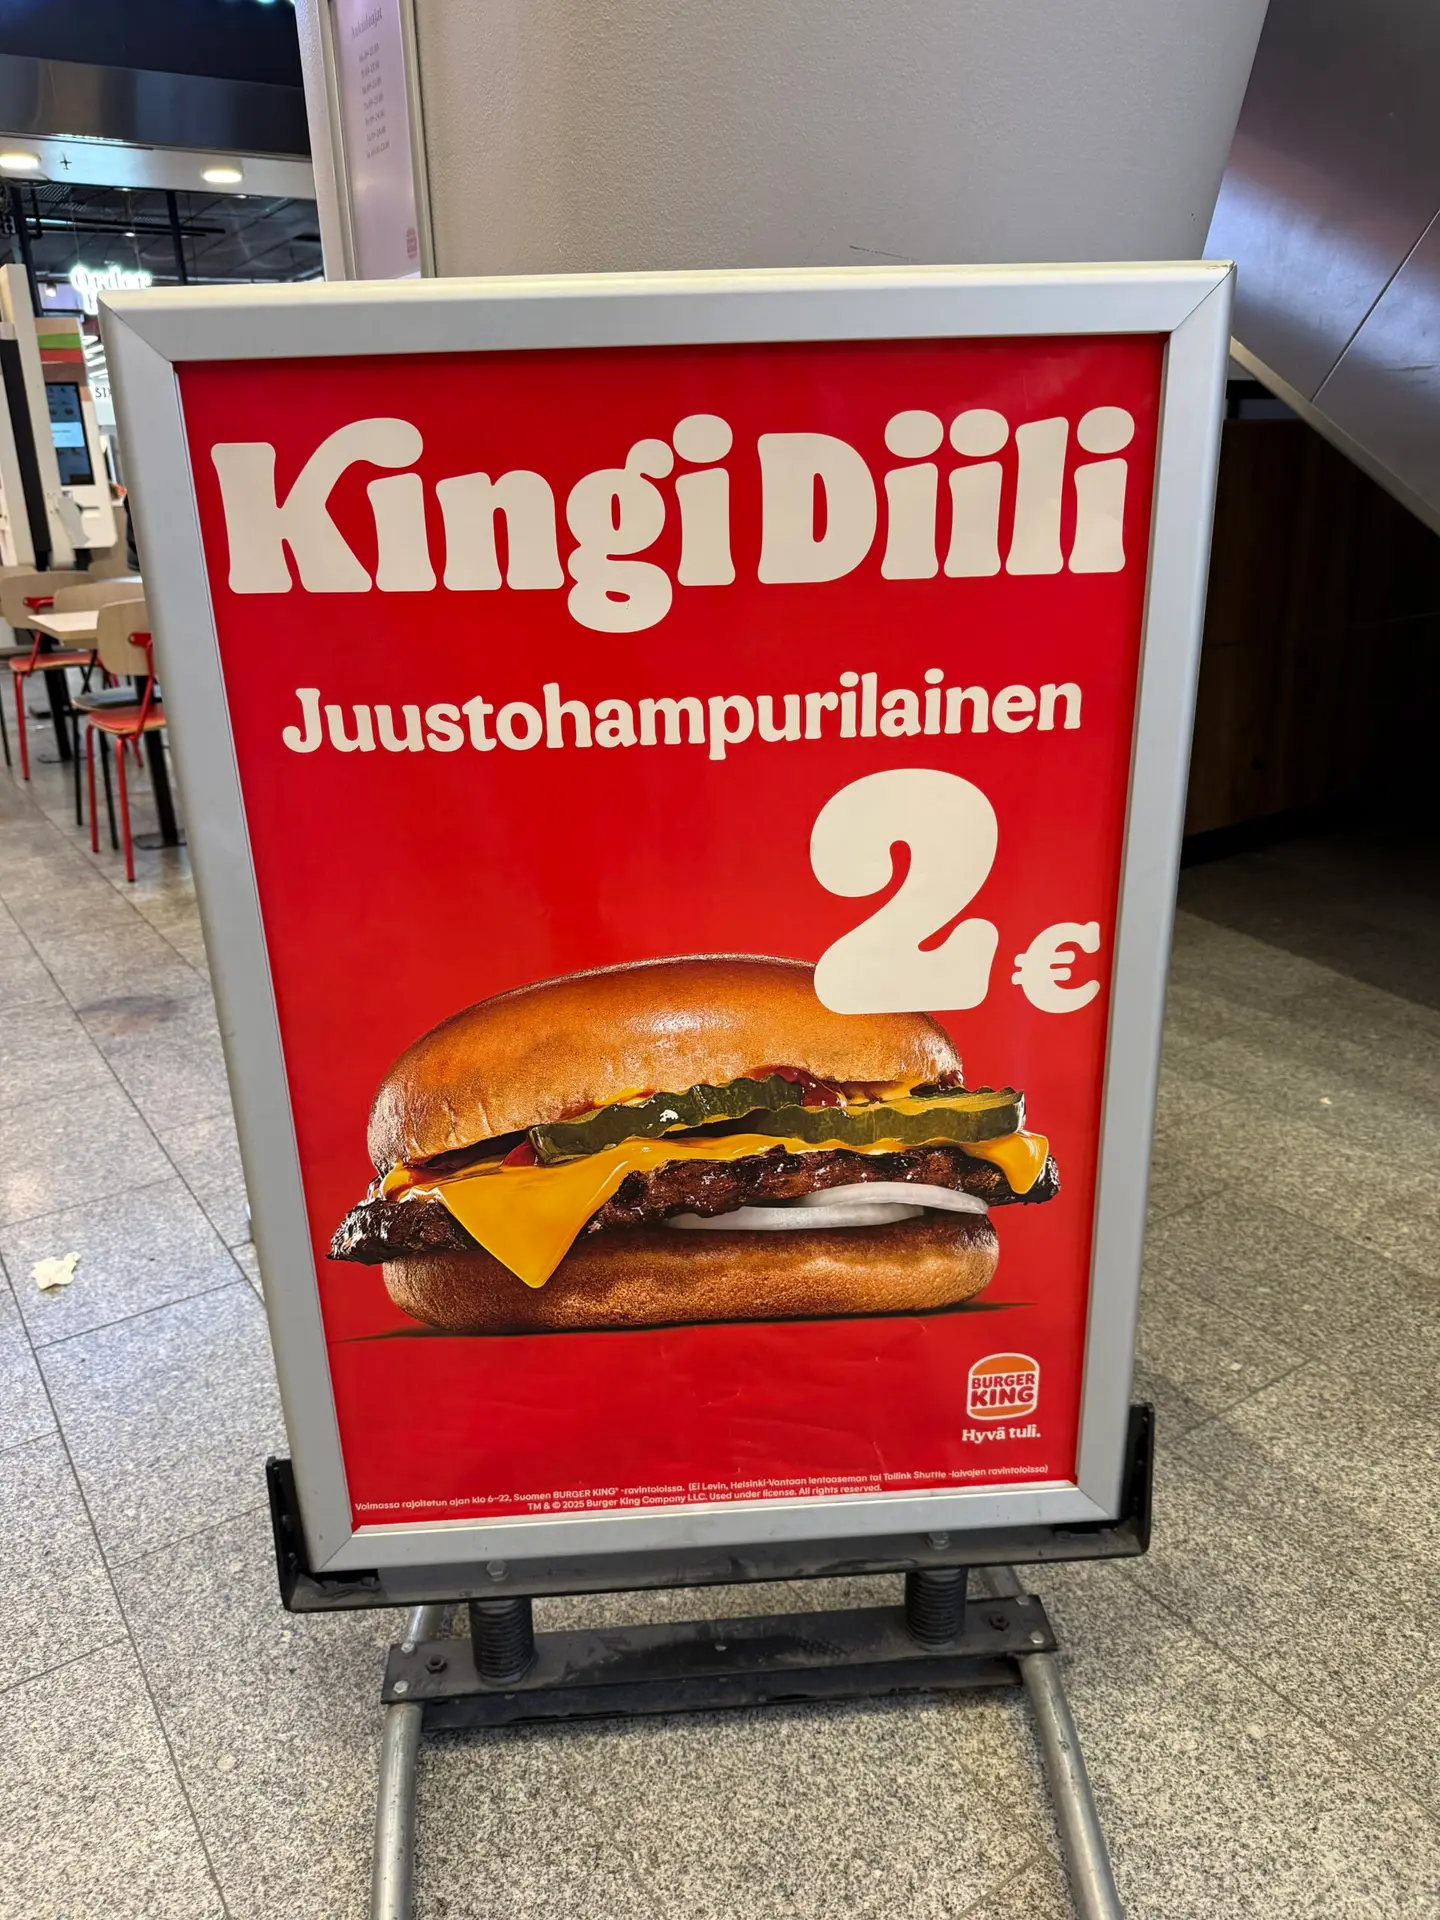 Aukioloajat
Order
Kingi Diili
Juustohampurilainen
2€
BURGER
KING
Hyvä tuli.
Voimassa rajoitetun ajan klo 6–22, Suomen BURGER KING® -ravintoloissa. (Ei Levin, Helsinki-Vantaan lentoaseman tai Tallink Shuttle -laivojen ravintoloissa)
TM & © 2025 Burger King Company LLC. Used under license. All rights reserved.